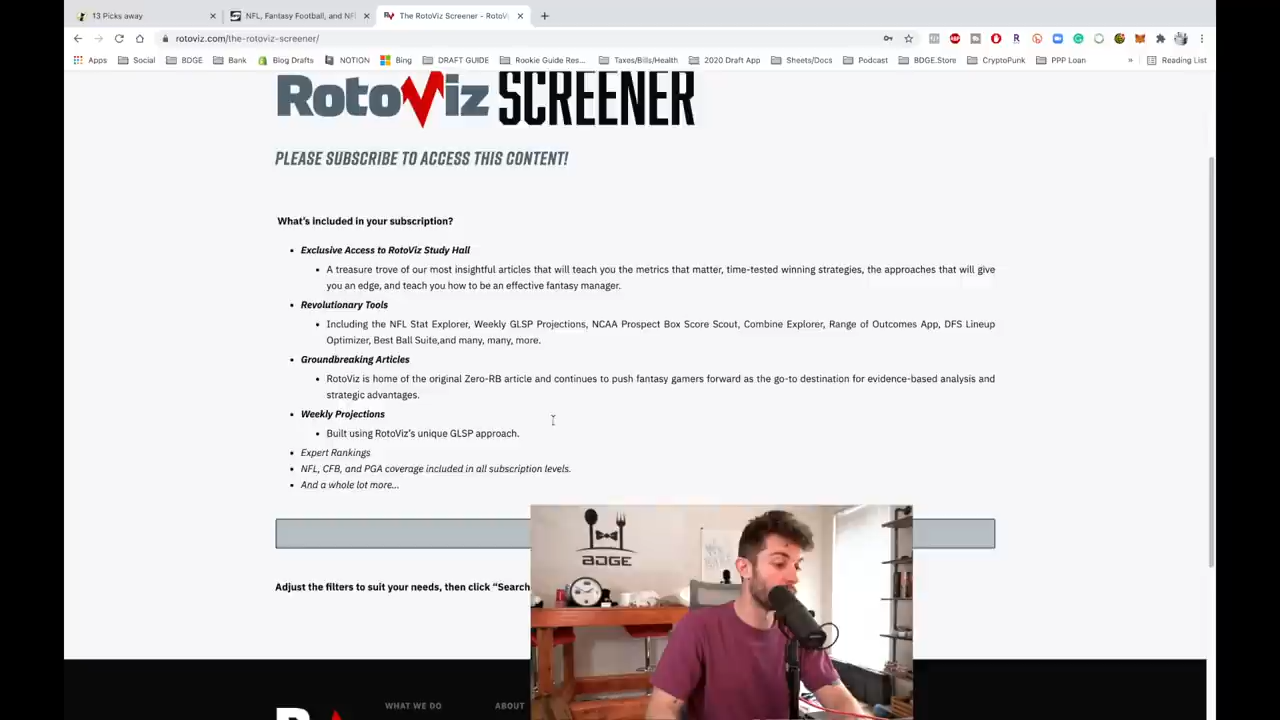 13 Picks away
NFL, Fantasy Football, and NFL
The RotoViz Screener - RotoVi
rotoviz.com/the-rotoviz-screener/
Apps
Social
BDGE
Bank
Blog Drafts
NOTION
Bing
DRAFT GUIDE
Rookie Guide Res...
Taxes/Bills/Health
2020 Draft App
Sheets/Docs
Podcast
BDGE.Store
CryptoPunk
PPP Loan
»
Reading List
RotoViz SCREENER
PLEASE SUBSCRIBE TO ACCESS THIS CONTENT!
What's included in your subscription?
Exclusive Access to RotoViz Study Hall
A treasure trove of our most insightful articles that will teach you the metrics that matter, time-tested winning strategies, the approaches that will give
you an edge, and teach you how to be an effective fantasy manager.
Revolutionary Tools
Including the NFL Stat Explorer, Weekly GLSP Projections, NCAA Prospect Box Score Scout, Combine Explorer, Range of Outcomes App, DFS Lineup
Optimizer, Best Ball Suite,and many, many, more.
Groundbreaking Articles
RotoViz is home of the original Zero-RB article and continues to push fantasy gamers forward as the go-to destination for evidence-based analysis and
strategic advantages.
Weekly Projections
Built using RotoViz's unique GLSP approach.
Expert Rankings
NFL, CFB, and PGA coverage included in all subscription levels.
And a whole lot more...
BDGE
Adjust the filters to suit your needs, then click “Search
WHAT WE DO
ABOUT